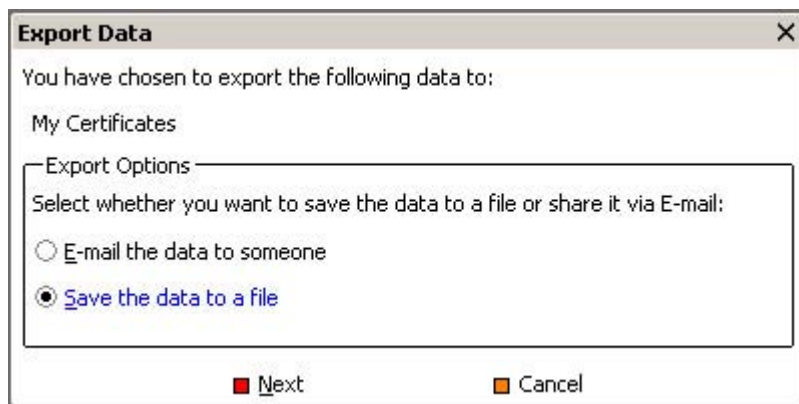 Export Data
You have chosen to export the following data to:
My Certificates
Export Options
Select whether you want to save the data to a file or share it via E-mail:
E-mail the data to someone
Save the data to a file
Next Cancel